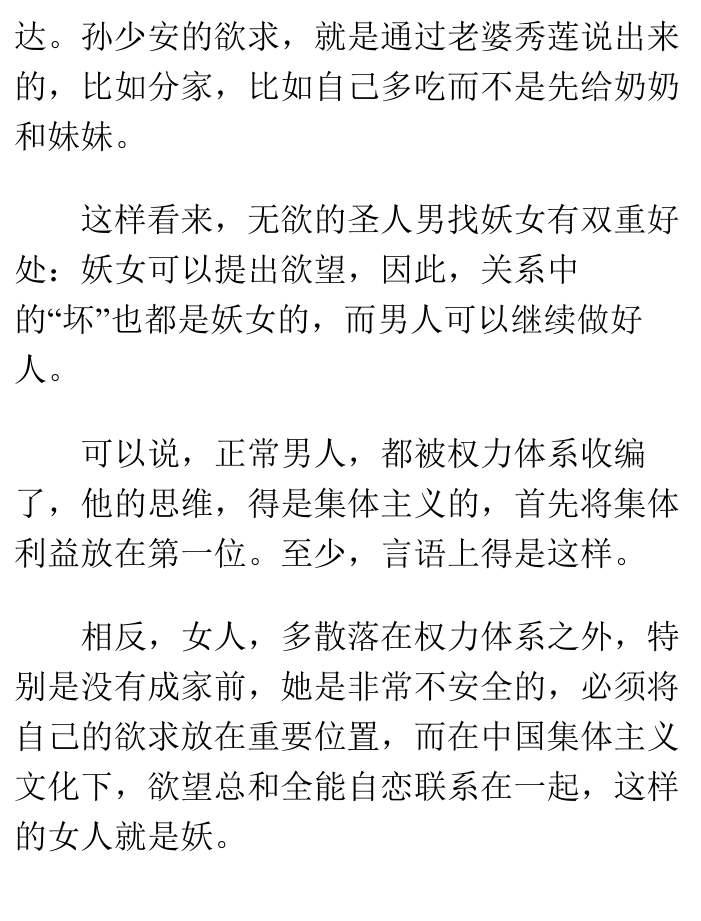 达。孙少安的欲求，就是通过老婆秀莲说出来
的，比如分家，比如自己多吃而不是先给奶奶
和妹妹。
这样看来，无欲的圣人男找妖女有双重好
处：妖女可以提出欲望，因此，关系中
的“坏”也都是妖女的，而男人可以继续做好
人。
可以说，正常男人，都被权力体系收编
了，他的思维，得是集体主义的，首先将集体
利益放在第一位。至少，言语上得是这样。
相反，女人，多散落在权力体系之外，特
别是没有成家前，她是非常不安全的，必须将
自己的欲求放在重要位置，而在中国集体主义
文化下，欲望总和全能自恋联系在一起，这样
的女人就是妖。